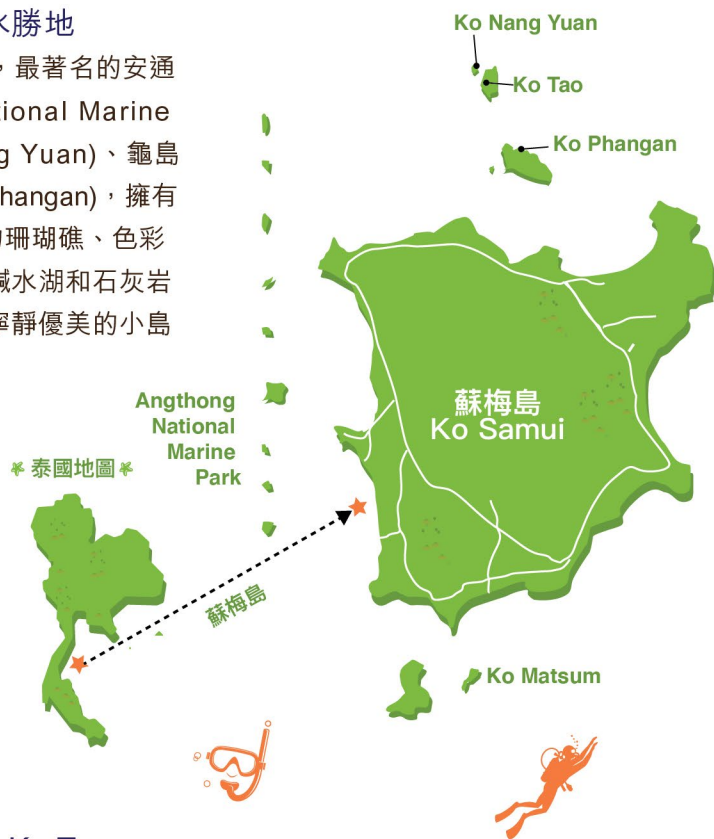 水勝地
，最著名的安通
tional Marine
ng Yuan)、龜島
hangan)，擁有
珊瑚礁、色彩
鹹水湖和石灰岩
寧靜優美的小島
Ko Nang Yuan
Ko Tao
Ko Phangan
Angthong
National
Marine
Park
蘇梅島
Ko Samui
泰國地圖
蘇梅島
Ko Matsum